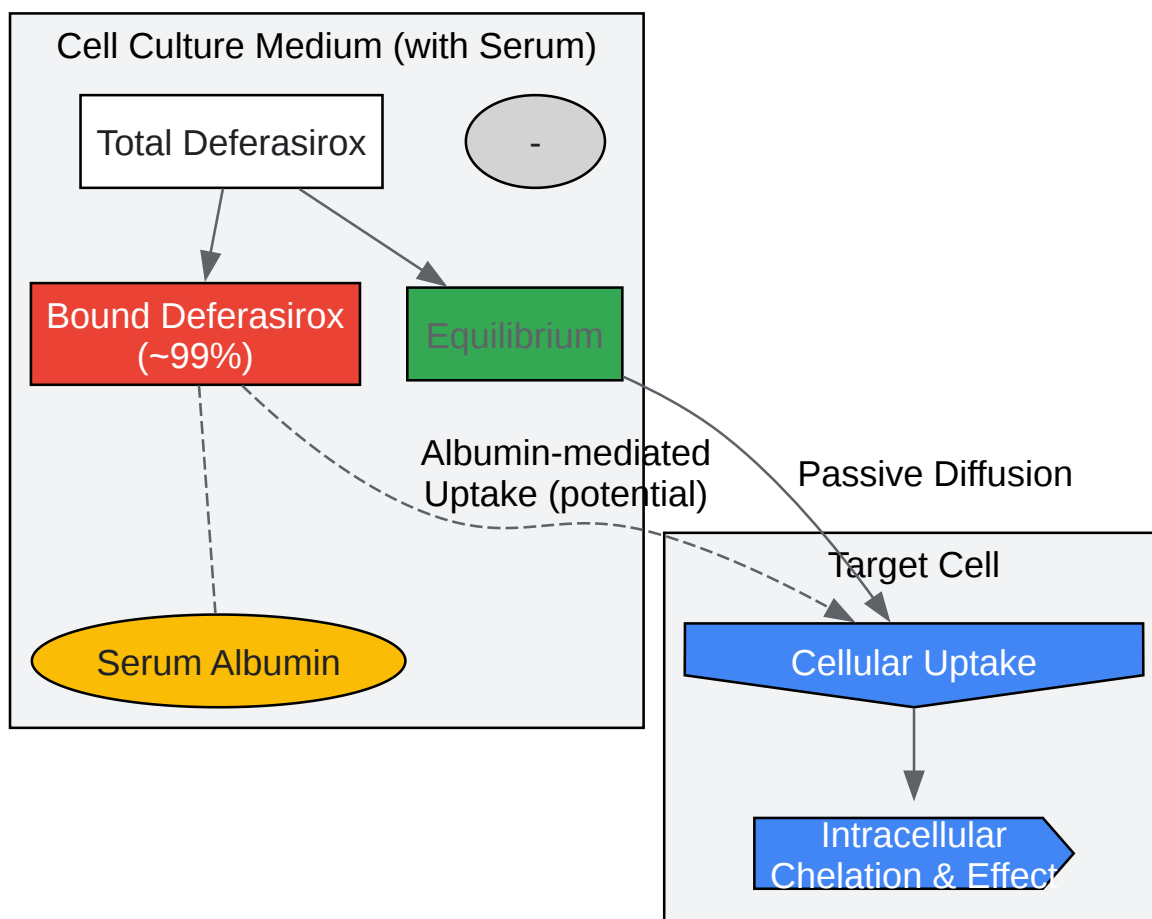 Cell Culture Medium (with Serum)
Total Deferasirox
-
Bound Deferasirox
(~99%)
Equilibrium
Albumin-mediated
Uptake (potential)
Passive Diffusion
Target Cell
Serum Albumin
Cellular Uptake
Intracellular
Chelation & Effect